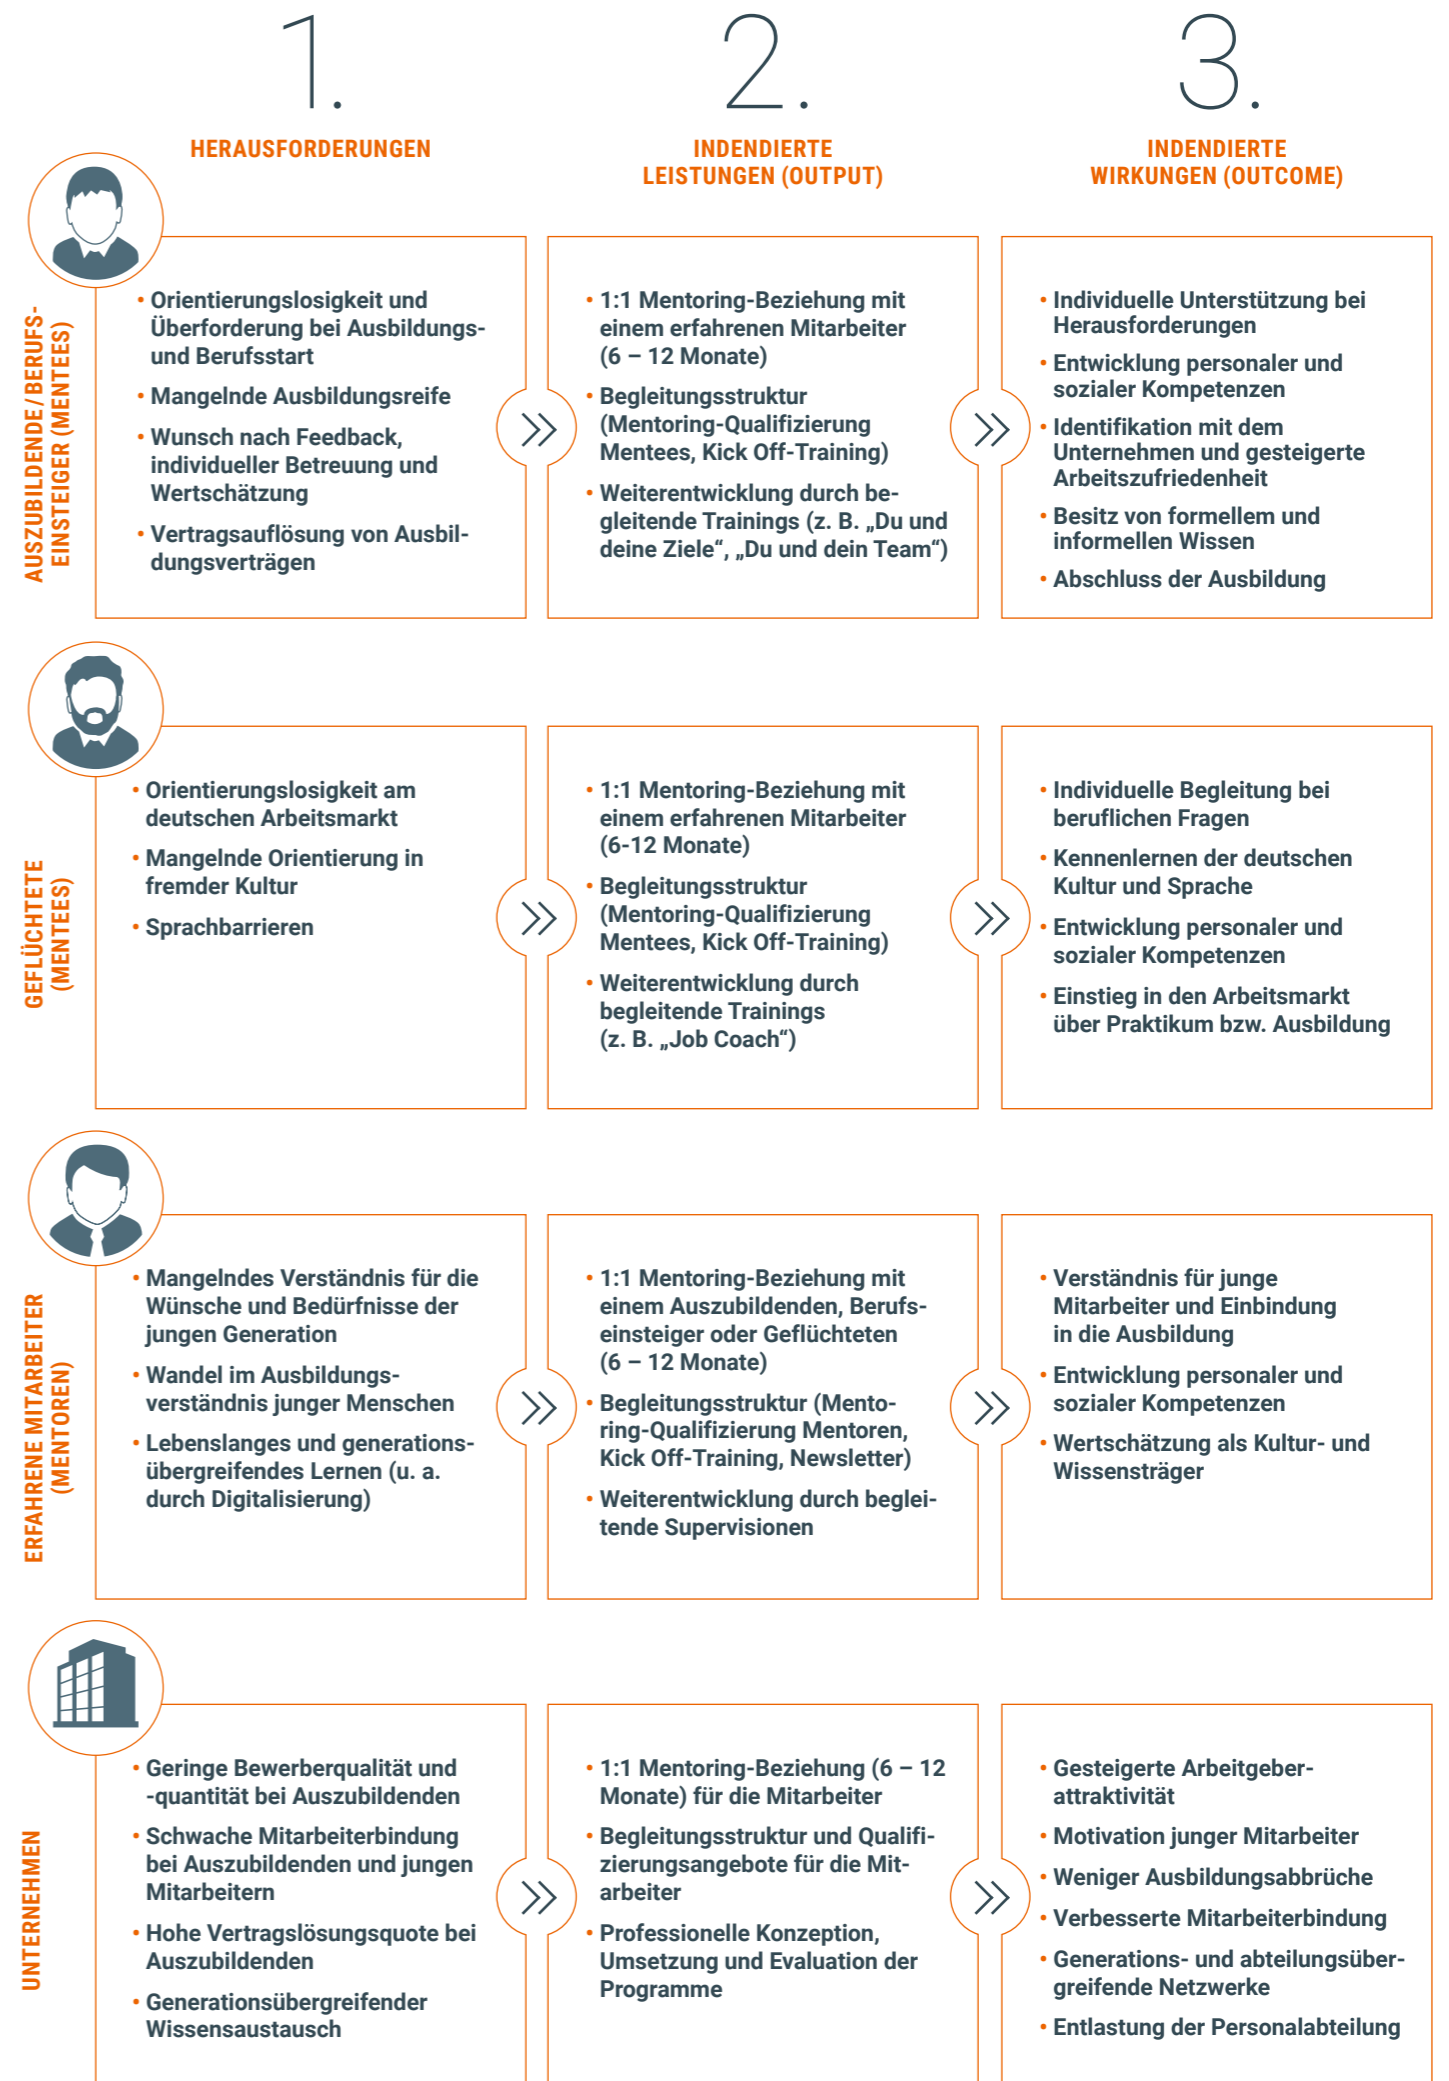 1.
2.
3.
HERAUSFORDERUNGEN
INDENDIERTE
LEISTUNGEN (OUTPUT)
INDENDIERTE
WIRKUNGEN (OUTCOME)
AUSZUBILDENDE/BERUFS-
EINSTEIGER (MENTEES)
• Orientierungslosigkeit und
Überforderung bei Ausbildungs-
und Berufsstart
• Mangelnde Ausbildungsreife
• Wunsch nach Feedback,
individueller Betreuung und
Wertschätzung
• Vertragsauflösung von Ausbil-
dungsverträgen
• 1:1 Mentoring-Beziehung mit
einem erfahrenen Mitarbeiter
(6 – 12 Monate)
• Begleitungsstruktur
(Mentoring-Qualifizierung
Mentees, Kick Off-Training)
• Weiterentwicklung durch be-
gleitende Trainings (z. B. „Du und
deine Ziele“, „Du und dein Team“)
• Individuelle Unterstützung bei
Herausforderungen
• Entwicklung personaler und
sozialer Kompetenzen
• Identifikation mit dem
Unternehmen und gesteigerte
Arbeitszufriedenheit
• Besitz von formellem und
informellen Wissen
• Abschluss der Ausbildung
GEFLÜCHTETE
(MENTEES)
• Orientierungslosigkeit am
deutschen Arbeitsmarkt
• Mangelnde Orientierung in
fremder Kultur
• Sprachbarrieren
• 1:1 Mentoring-Beziehung mit
einem erfahrenen Mitarbeiter
(6-12 Monate)
• Begleitungsstruktur
(Mentoring-Qualifizierung
Mentees, Kick Off-Training)
• Weiterentwicklung durch
begleitende Trainings
(z. B. „Job Coach“)
• Individuelle Begleitung bei
beruflichen Fragen
• Kennenlernen der deutschen
Kultur und Sprache
• Entwicklung personaler und
sozialer Kompetenzen
• Einstieg in den Arbeitsmarkt
über Praktikum bzw. Ausbildung
ERFAHRENE MITARBEITER
(MENTOREN)
• Mangelndes Verständnis für die
Wünsche und Bedürfnisse der
jungen Generation
• Wandel im Ausbildungs-
verständnis junger Menschen
• Lebenslanges und generations-
übergreifendes Lernen (u. a.
durch Digitalisierung)
• 1:1 Mentoring-Beziehung mit
einem Auszubildenden, Berufs-
einsteiger oder Geflüchteten
(6 – 12 Monate)
• Begleitungsstruktur (Mento-
ring-Qualifizierung Mentoren,
Kick Off-Training, Newsletter)
• Weiterentwicklung durch beglei-
tende Supervisionen
• Verständnis für junge
Mitarbeiter und Einbindung
in die Ausbildung
• Entwicklung personaler und
sozialer Kompetenzen
• Wertschätzung als Kultur- und
Wissensträger
UNTERNEHMEN
• Geringe Bewerberqualität und
-quantität bei Auszubildenden
• Schwache Mitarbeiterbindung
bei Auszubildenden und jungen
Mitarbeitern
• Hohe Vertragslösungsquote bei
Auszubildenden
• Generationsübergreifender
Wissensaustausch
• 1:1 Mentoring-Beziehung (6 – 12
Monate) für die Mitarbeiter
• Begleitungsstruktur und Qualifi-
zierungsangebote für die Mit-
arbeiter
• Professionelle Konzeption,
Umsetzung und Evaluation der
Programme
• Gesteigerte Arbeitgeber-
attraktivität
• Motivation junger Mitarbeiter
• Weniger Ausbildungsabbrüche
• Verbesserte Mitarbeiterbindung
• Generations- und abteilungsüber-
greifende Netzwerke
• Entlastung der Personalabteilung